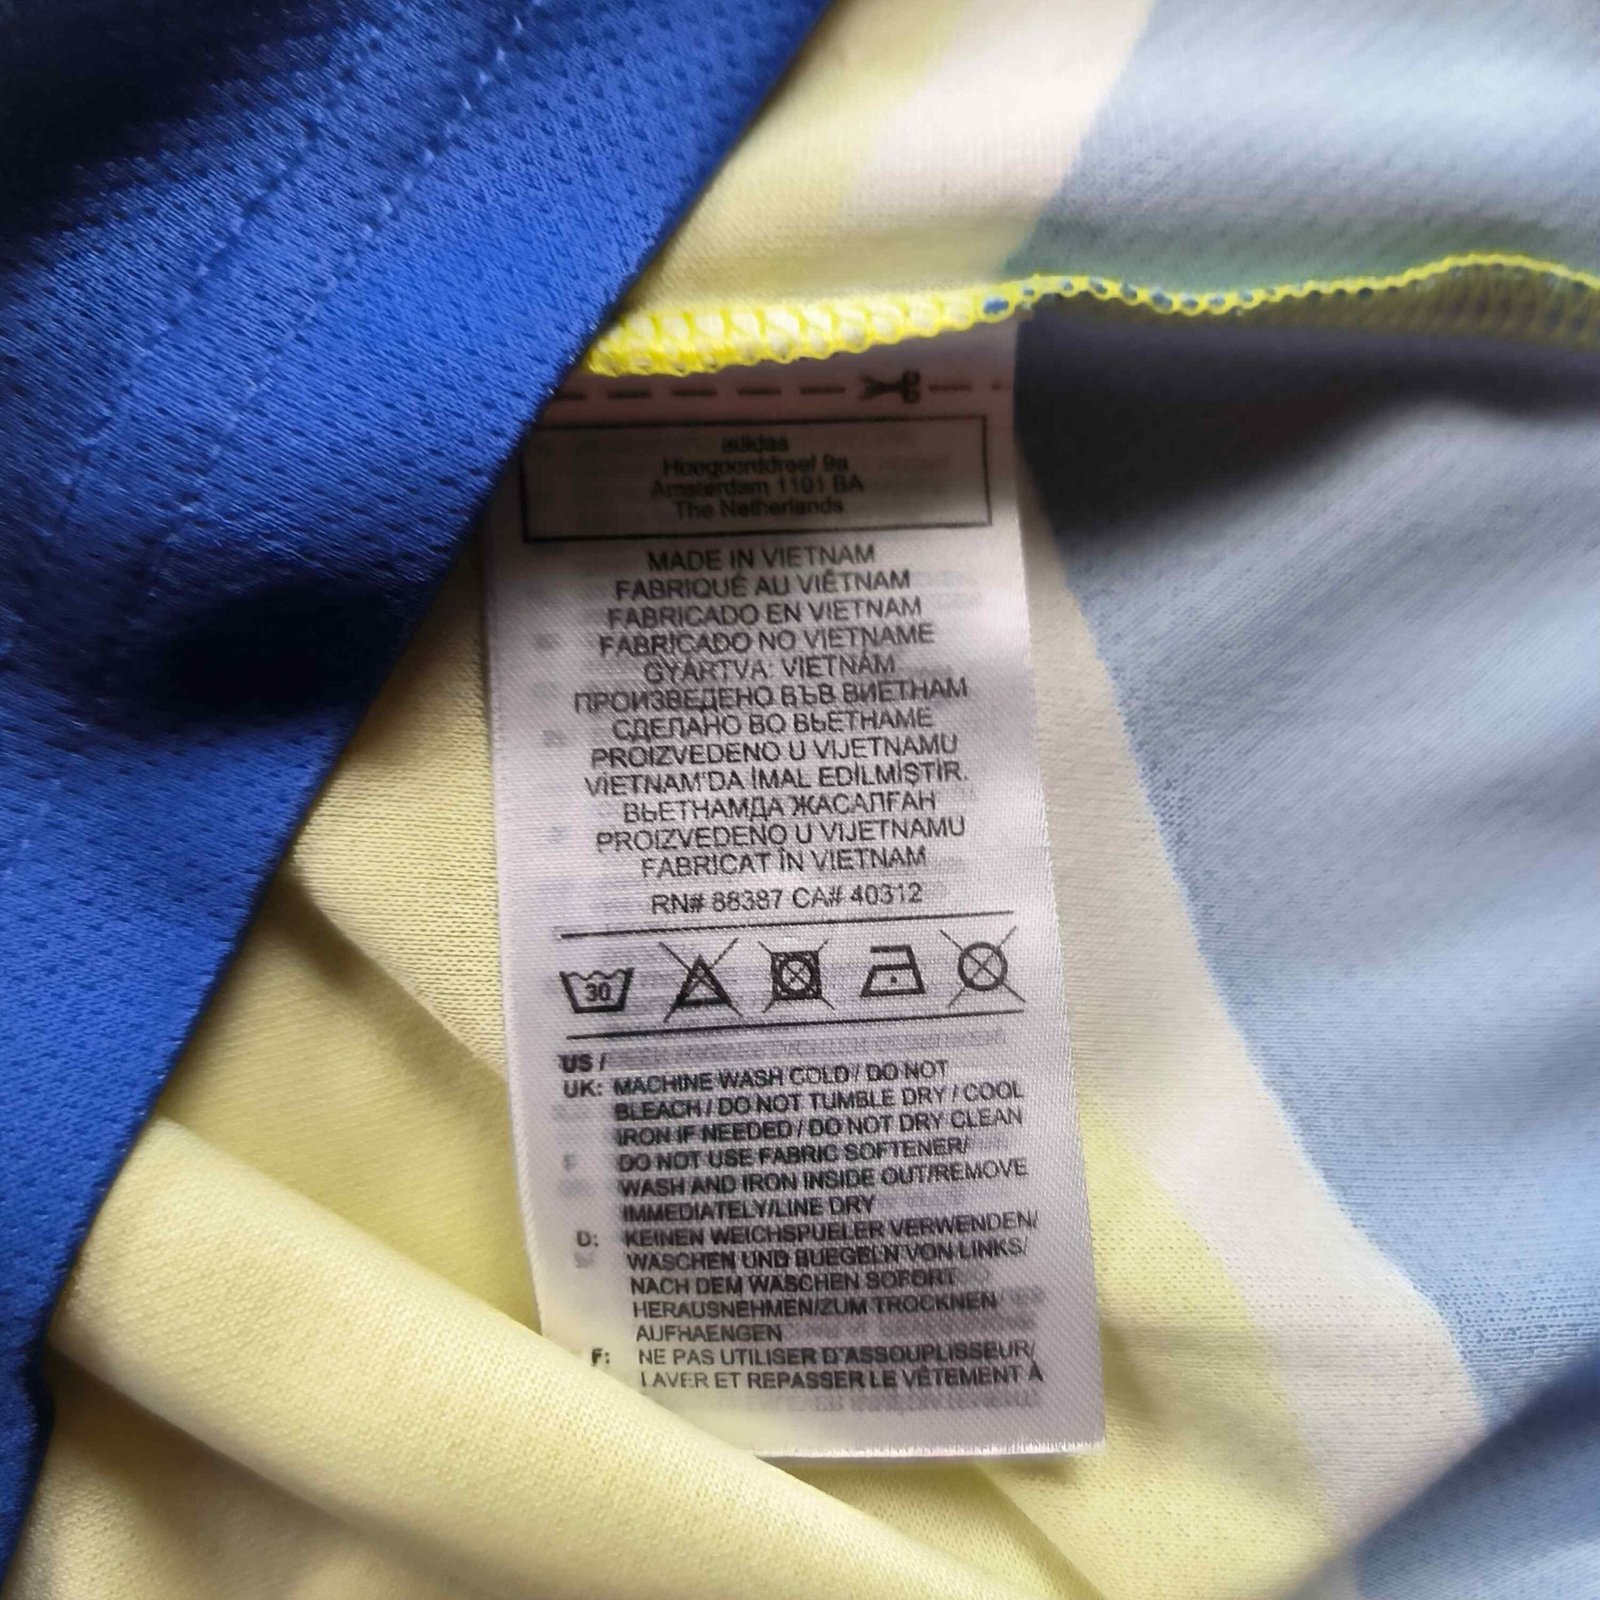 adidas
Hoogoorddreef 9a
Amsterdam 1101 BA
The Netherlands
MADE IN VIETNAM
FABRIQUÉ AU VIÊTNAM
FABRICADO EN VIETNAM
FABRICADO NO VIETNAME
GYÁRTVA: VIETNÁM
ПРОИЗВЕДЕНО ВЪВ ВИЕТНАМ
СДЕЛАНО ВО ВЬЕТНАМЕ
PROIZVEDENO U VIJETNAMU
VİETNAM'DA İMAL EDİLMİŞTİR.
ВЬЕТНАМДА ЖАСАЛҒАН
PROIZVEDENO U VIJETNAMU
FABRICAT ÎN VIETNAM
RN# 88387 CA# 40312
30
US /
UK: MACHINE WASH COLD / DO NOT
BLEACH / DO NOT TUMBLE DRY / COOL
IRON IF NEEDED / DO NOT DRY CLEAN
DO NOT USE FABRIC SOFTENER/
WASH AND IRON INSIDE OUT/REMOVE
IMMEDIATELY/LINE DRY
D: KEINEN WEICHSPUELER VERWENDEN/
WASCHEN UND BUEGELN VON LINKS/
NACH DEM WASCHEN SOFORT
HERAUSNEHMEN/ZUM TROCKNEN
AUFHAENGEN
F: NE PAS UTILISER D'ASSOUPLISSEUR/
LAVER ET REPASSER LE VÊTEMENT À